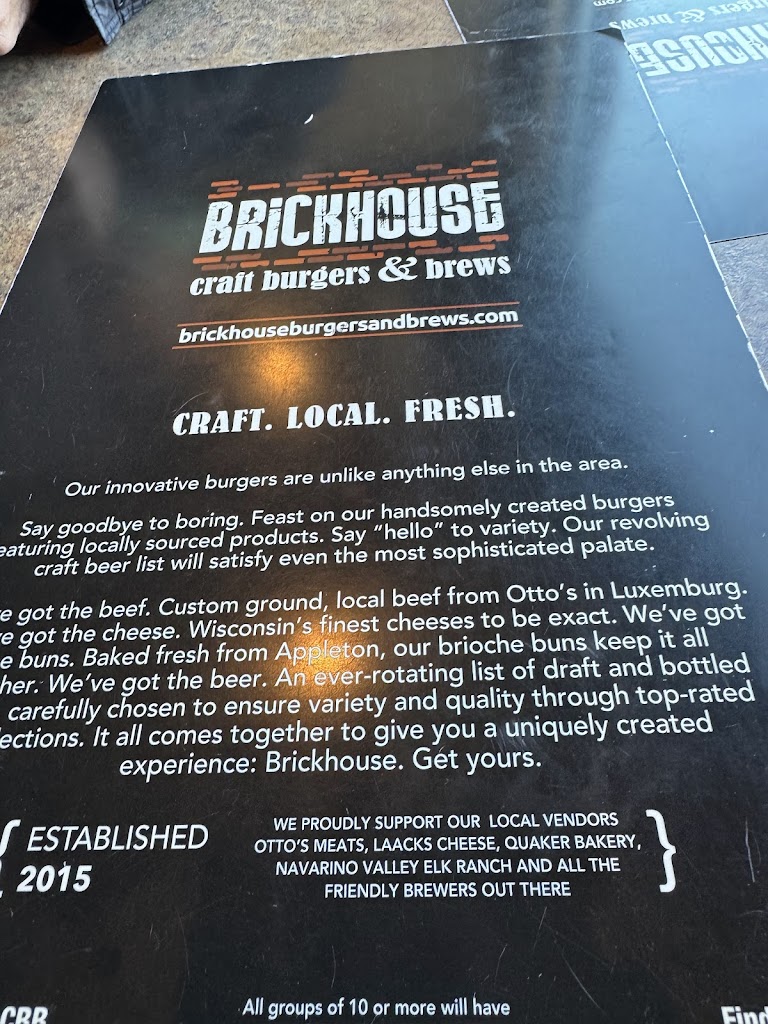 BRICKHOUSE
craft burgers & brews
brickhouseburgersandbrews.com
CRAFT. LOCAL. FRESH.
Our innovative burgers are unlike anything else in the area.
Say goodbye to boring. Feast on our handsomely created burgers
eaturing locally sourced products. Say “hello” to variety. Our revolving
craft beer list will satisfy even the most sophisticated palate.
e got the beef. Custom ground, local beef from Otto’s in Luxemburg.
e got the cheese. Wisconsin’s finest cheeses to be exact. We’ve got
e buns. Baked fresh from Appleton, our brioche buns keep it all
her. We’ve got the beer. An ever-rotating list of draft and bottled
carefully chosen to ensure variety and quality through top-rated
lections. It all comes together to give you a uniquely created
experience: Brickhouse. Get yours.
{ ESTABLISHED
2015
WE PROUDLY SUPPORT OUR LOCAL VENDORS
OTTO’S MEATS, LAACKS CHEESE, QUAKER BAKERY,
NAVARINO VALLEY ELK RANCH AND ALL THE
FRIENDLY BREWERS OUT THERE }
CBB
All groups of 10 or more will have
Find